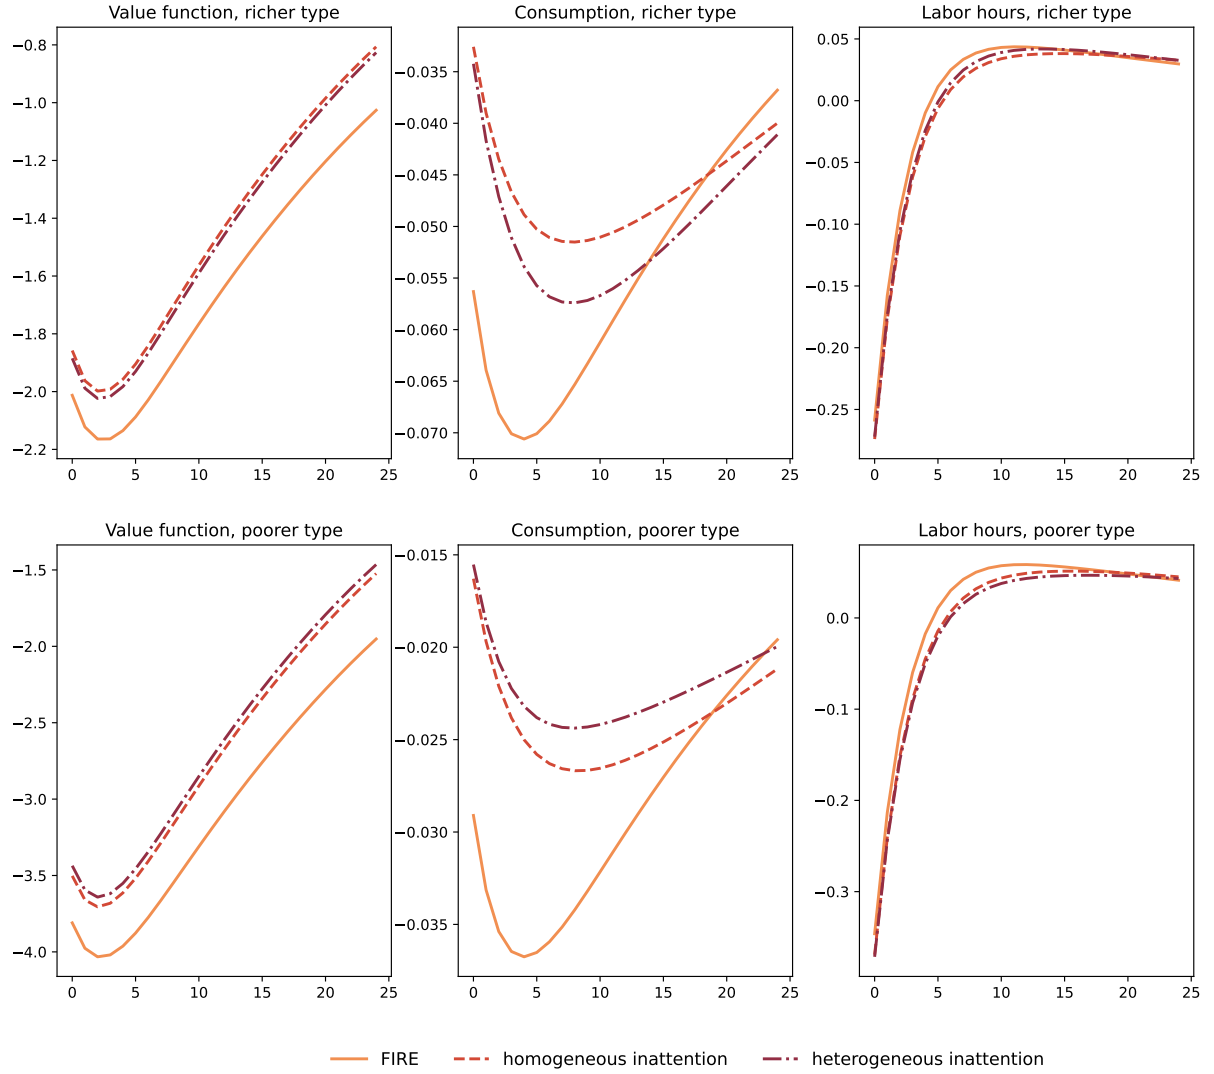 Value function, richer type
−0.8
−1.0
−1.2
−1.4
−1.6
−1.8
−2.0
−2.2
0 5 10 15 20 25
Consumption, richer type
−0.035
−0.040
−0.045
−0.050
−0.055
−0.060
−0.065
−0.070
0 5 10 15 20 25
Labor hours, richer type
0.05
0.00
−0.05
−0.10
−0.15
−0.20
−0.25
0 5 10 15 20 25
Value function, poorer type
−1.5
−2.0
−2.5
−3.0
−3.5
−4.0
0 5 10 15 20 25
Consumption, poorer type
−0.015
−0.020
−0.025
−0.030
−0.035
0 5 10 15 20 25
Labor hours, poorer type
0.0
−0.1
−0.2
−0.3
0 5 10 15 20 25
FIRE homogeneous inattention heterogeneous inattention